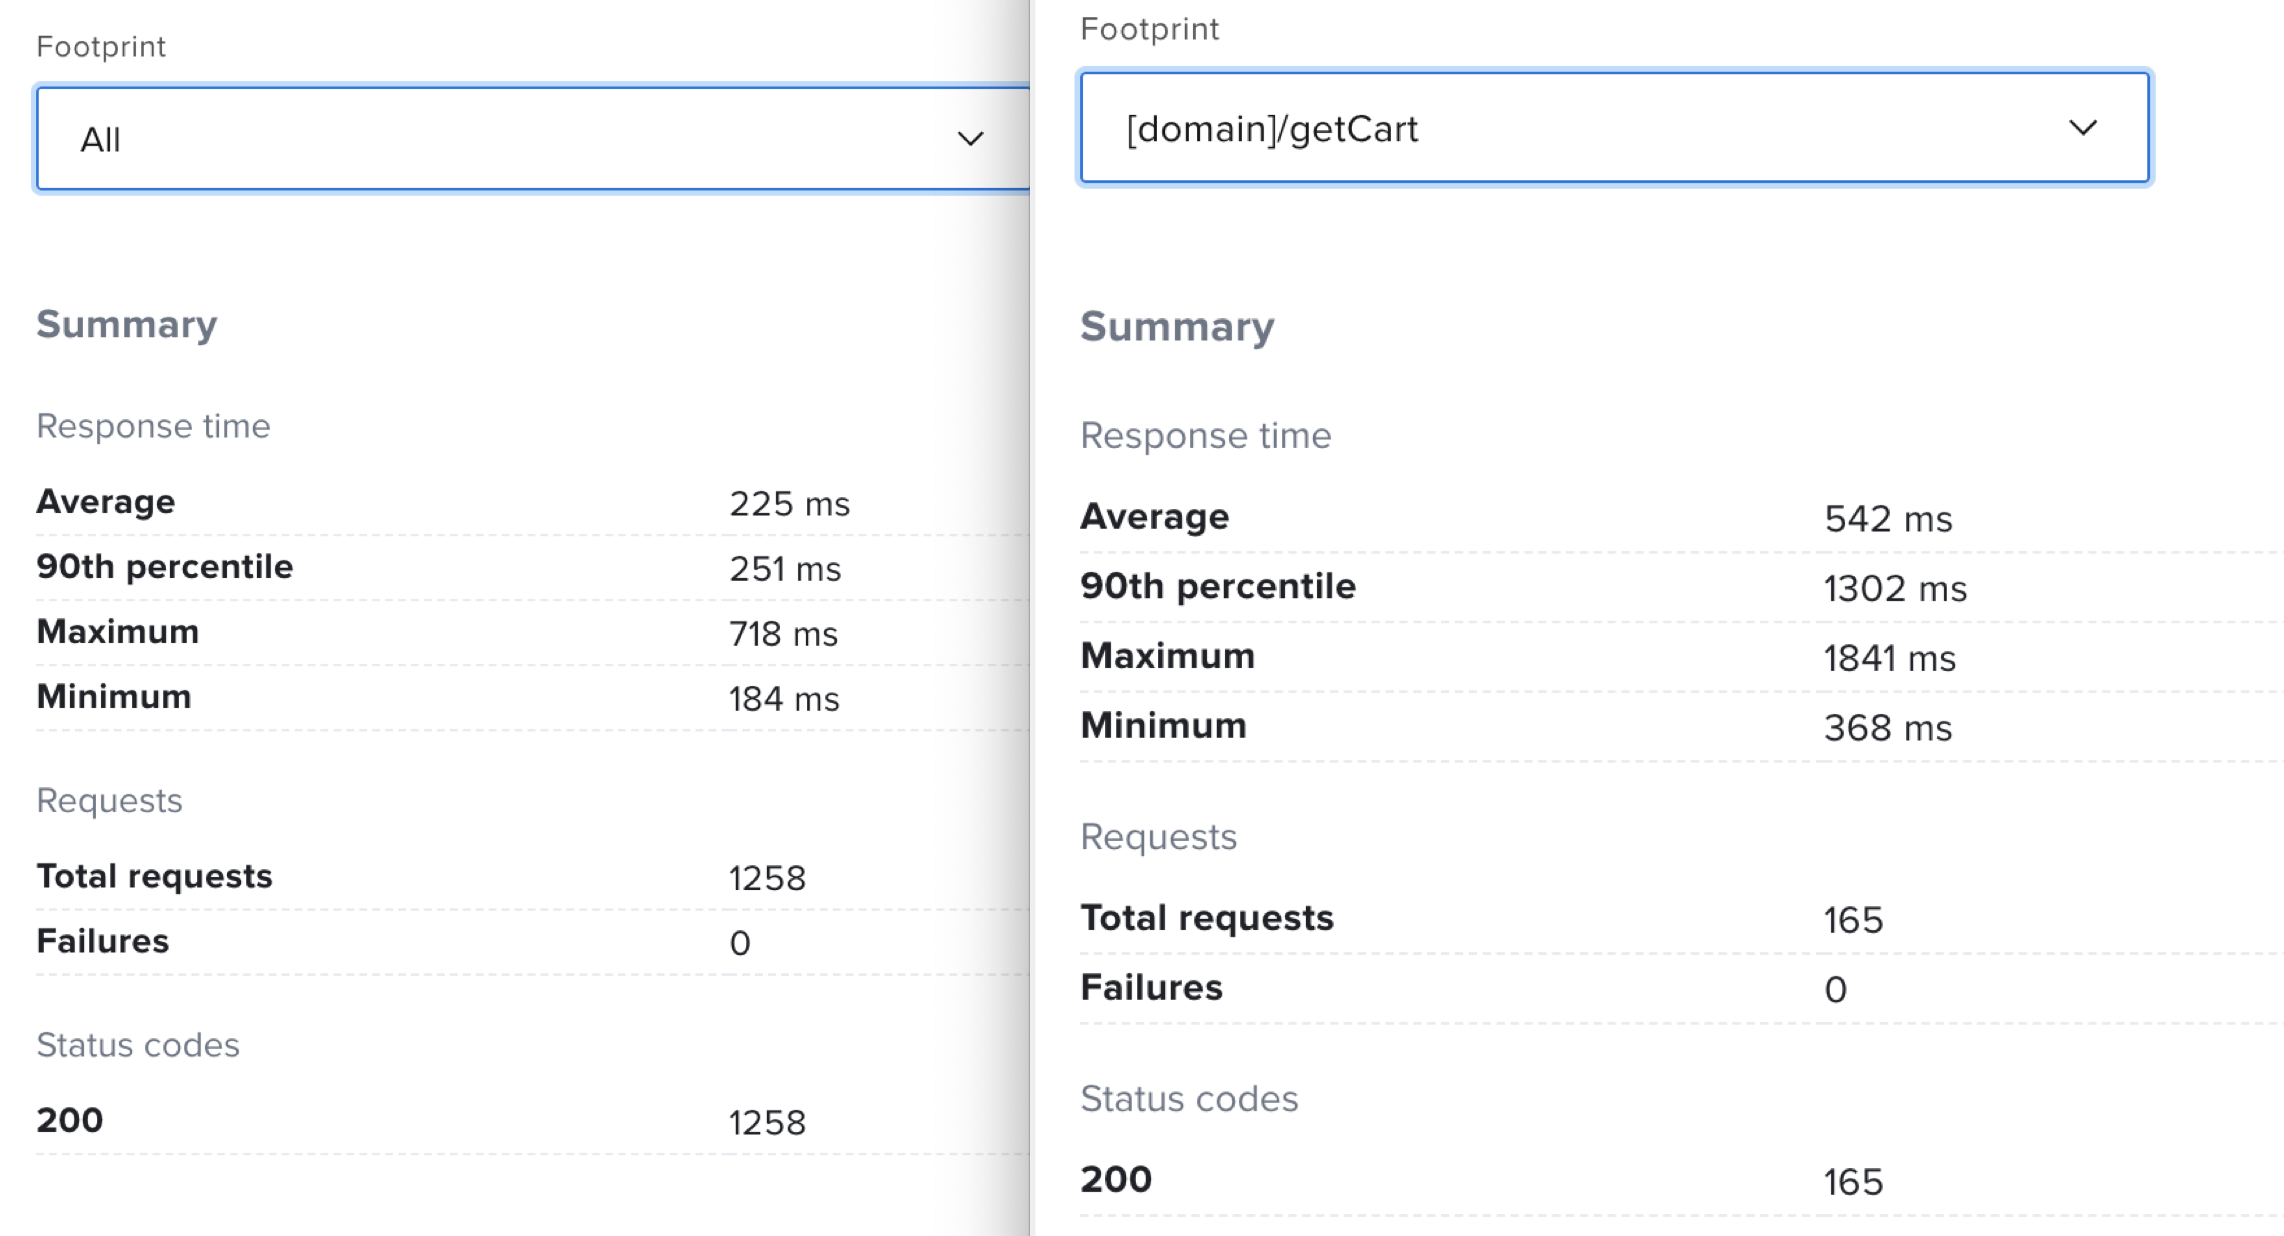 Footprint
All
Summary
Response time
Average 225 ms
90th percentile 251 ms
Maximum 718 ms
Minimum 184 ms
Requests
Total requests 1258
Failures 0
Status codes
200 1258
Footprint
[domain]/getCart
Summary
Response time
Average 542 ms
90th percentile 1302 ms
Maximum 1841 ms
Minimum 368 ms
Requests
Total requests 165
Failures 0
Status codes
200 165